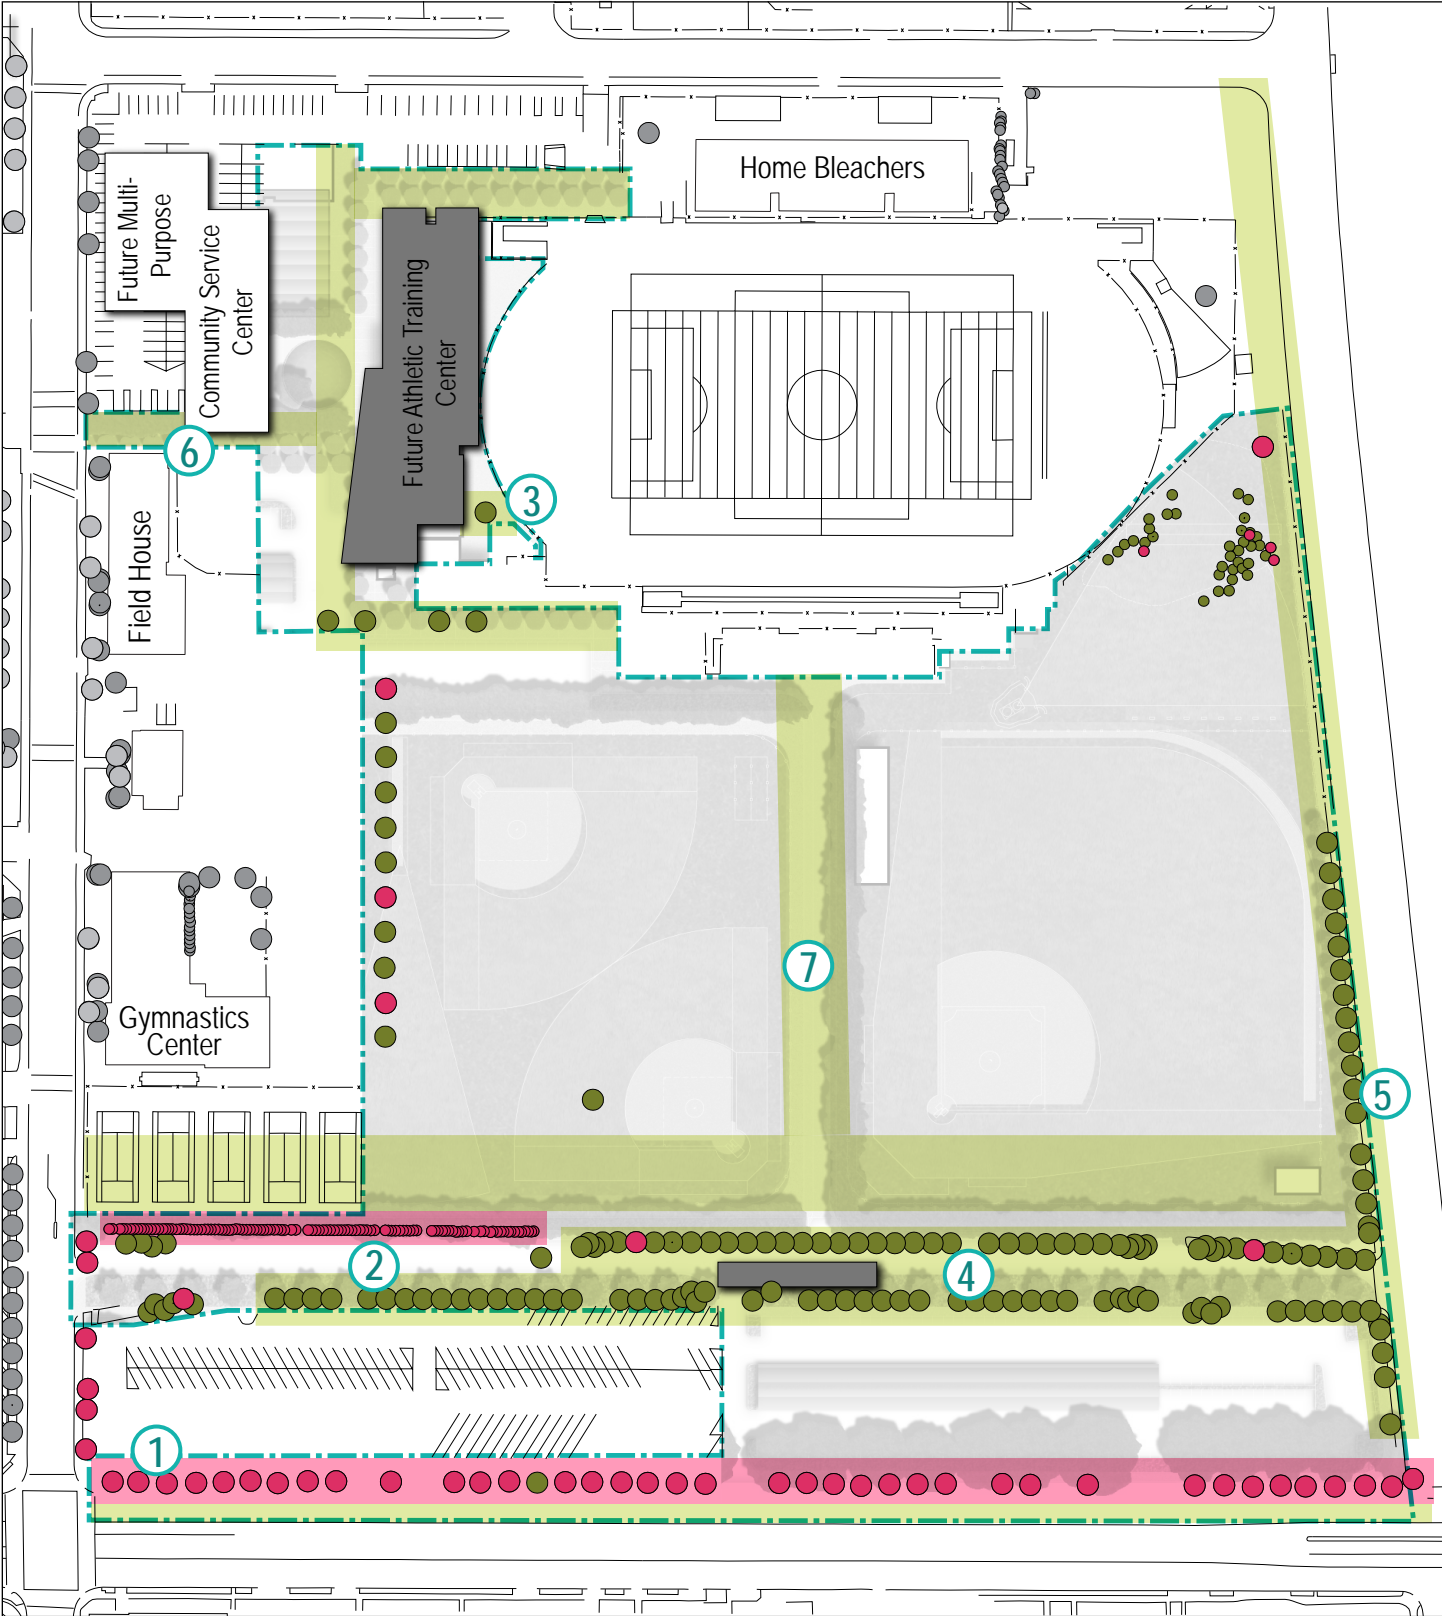 Home Bleachers
Future Multi-
Purpose
Community Service
Center
Future Athletic Training
Center
6
3
Field House
7
Gymnastics
Center
5
2
4
1